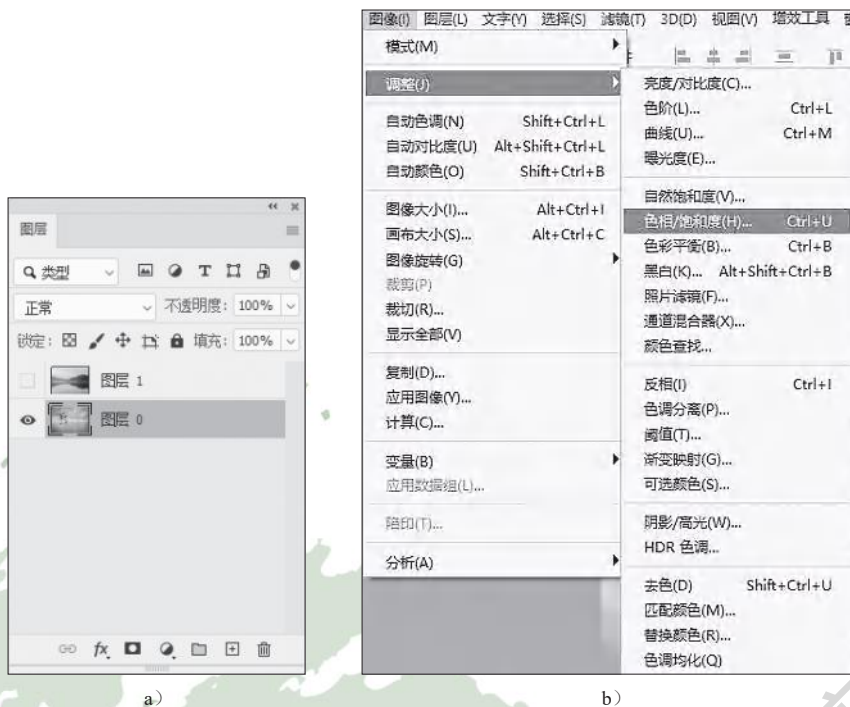 图层
类型
正常
不透明度: 100%
锁定:
填充: 100%
图层 1
图层 0
fx
a）
图像(I) 图层(L) 文字(Y) 选择(S) 滤镜(T) 3D(D) 视图(V) 增效工具
模式(M)
调整(J)
自动色调(N) Shift+Ctrl+L
自动对比度(U) Alt+Shift+Ctrl+L
自动颜色(O) Shift+Ctrl+B
图像大小(I)... Alt+Ctrl+I
画布大小(S)... Alt+Ctrl+C
图像旋转(G)
裁剪(P)
裁切(R)...
显示全部(V)
复制(D)...
应用图像(Y)...
计算(C)...
变量(B)
应用数据组(L)...
陷印(T)...
分析(A)
亮度/对比度(C)...
色阶(L)... Ctrl+L
曲线(U)... Ctrl+M
曝光度(E)...
自然饱和度(V)...
色相/饱和度(H)... Ctrl+U
色彩平衡(B)... Ctrl+B
黑白(K)... Alt+Shift+Ctrl+B
照片滤镜(F)...
通道混合器(X)...
颜色查找...
反相(I) Ctrl+I
色调分离(P)...
阈值(T)...
渐变映射(G)...
可选颜色(S)...
阴影/高光(W)...
HDR 色调...
去色(D) Shift+Ctrl+U
匹配颜色(M)...
替换颜色(R)...
色调均化(Q)
b）